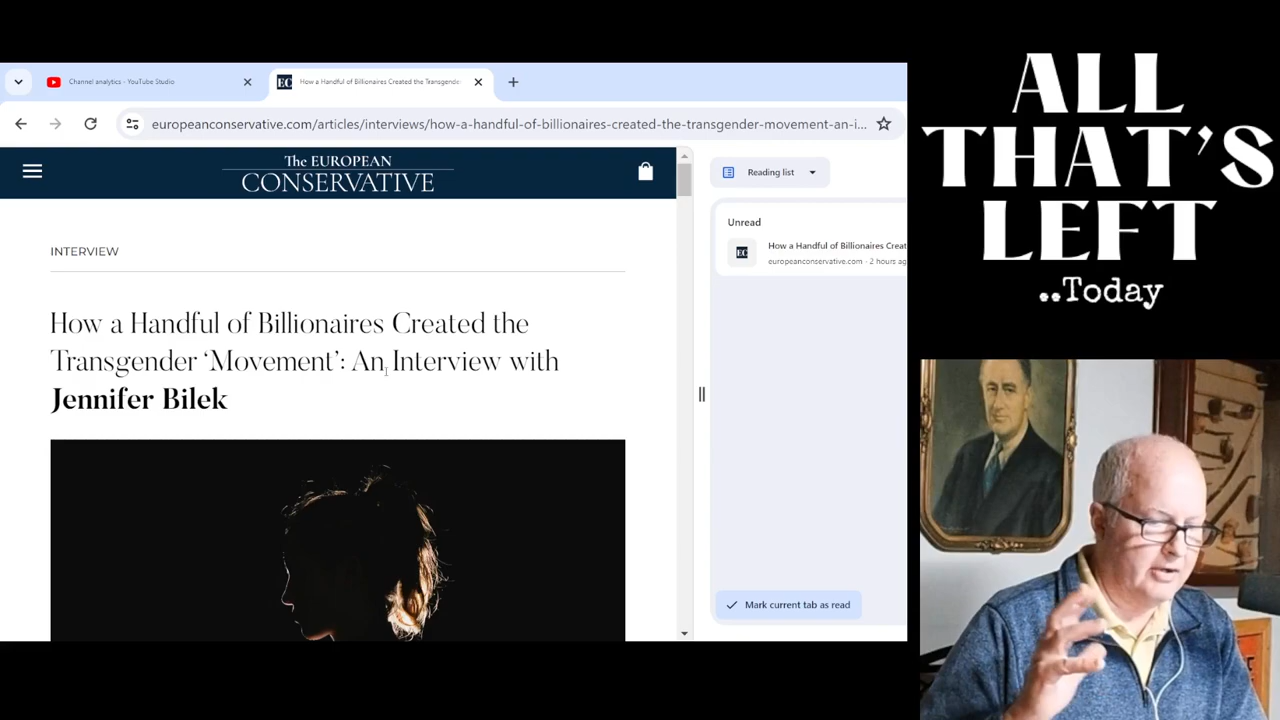 Channel analytics - YouTube Studio
EC How a Handful of Billionaires Created the Transgende
europeanconservative.com/articles/interviews/how-a-handful-of-billionaires-created-the-transgender-movement-an-i...
The EUROPEAN
CONSERVATIVE
INTERVIEW
How a Handful of Billionaires Created the
Transgender ‘Movement’: An Interview with
Jennifer Bilek
Reading list
Unread
EC
How a Handful of Billionaires Creat
europeanconservative.com · 2 hours ag
Mark current tab as read
ALL
THAT’S
LEFT
..Today